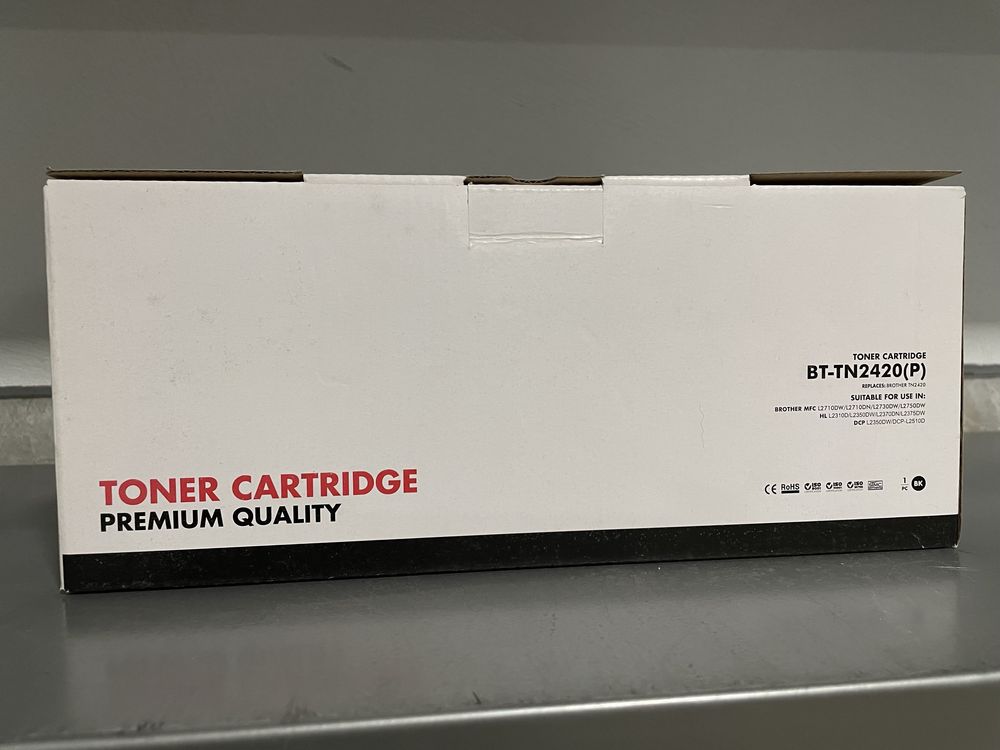 TONER CARTRIDGE
BT-TN2420(P)
REPLACES: BROTHER TN2420
SUITABLE FOR USE IN:
BROTHER MFC L2710DW/L2710DN/L2730DW/L2750DW
HL L2310D/L2350DW/L2370DN/L2375DW
DCP L2350DW/DCP-L2510D
TONER CARTRIDGE
PREMIUM QUALITY
CE RoHS ISO ISO ISO 1 PC BK